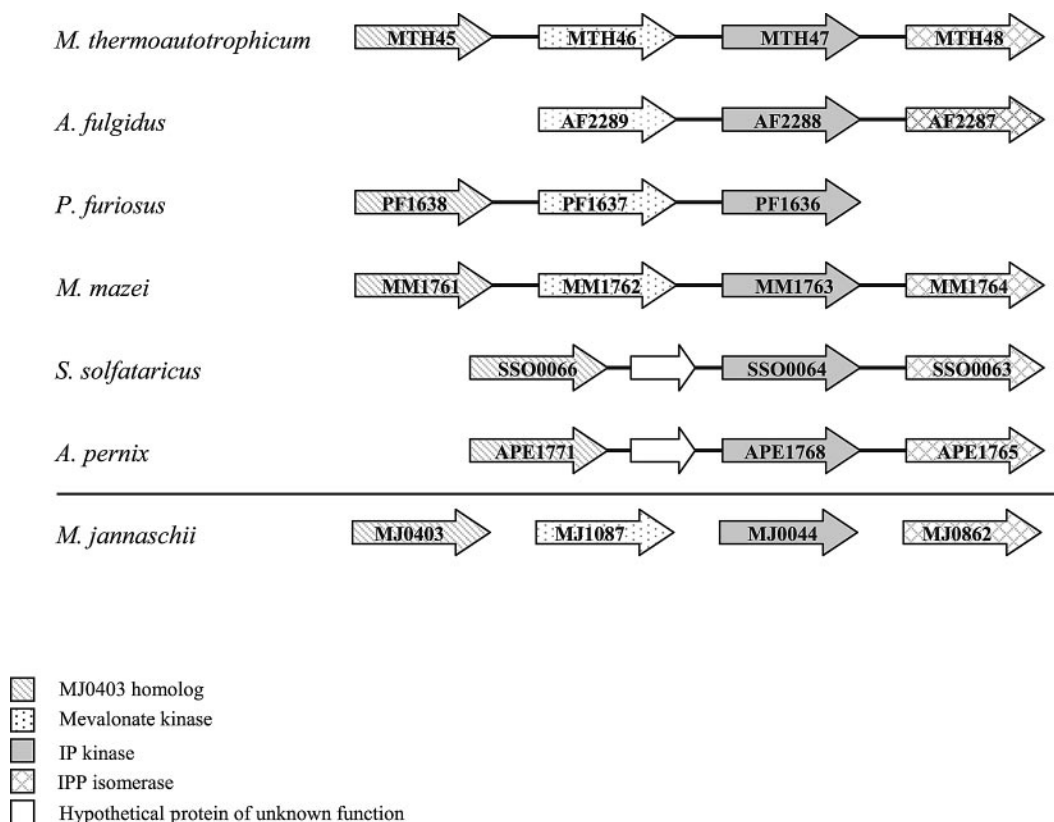 M. thermoautotrophicum MTH45 MTH46 MTH47 MTH48
A. fulgidus AF2289 AF2288 AF2287
P. furiosus PF1638 PF1637 PF1636
M. mazei MM1761 MM1762 MM1763 MM1764
S. solfataricus SSO0066 SSO0064 SSO0063
A. pernix APE1771 APE1768 APE1765
M. jannaschii MJ0403 MJ1087 MJ0044 MJ0862
MJ0403 homolog
Mevalonate kinase
IP kinase
IPP isomerase
Hypothetical protein of unknown function